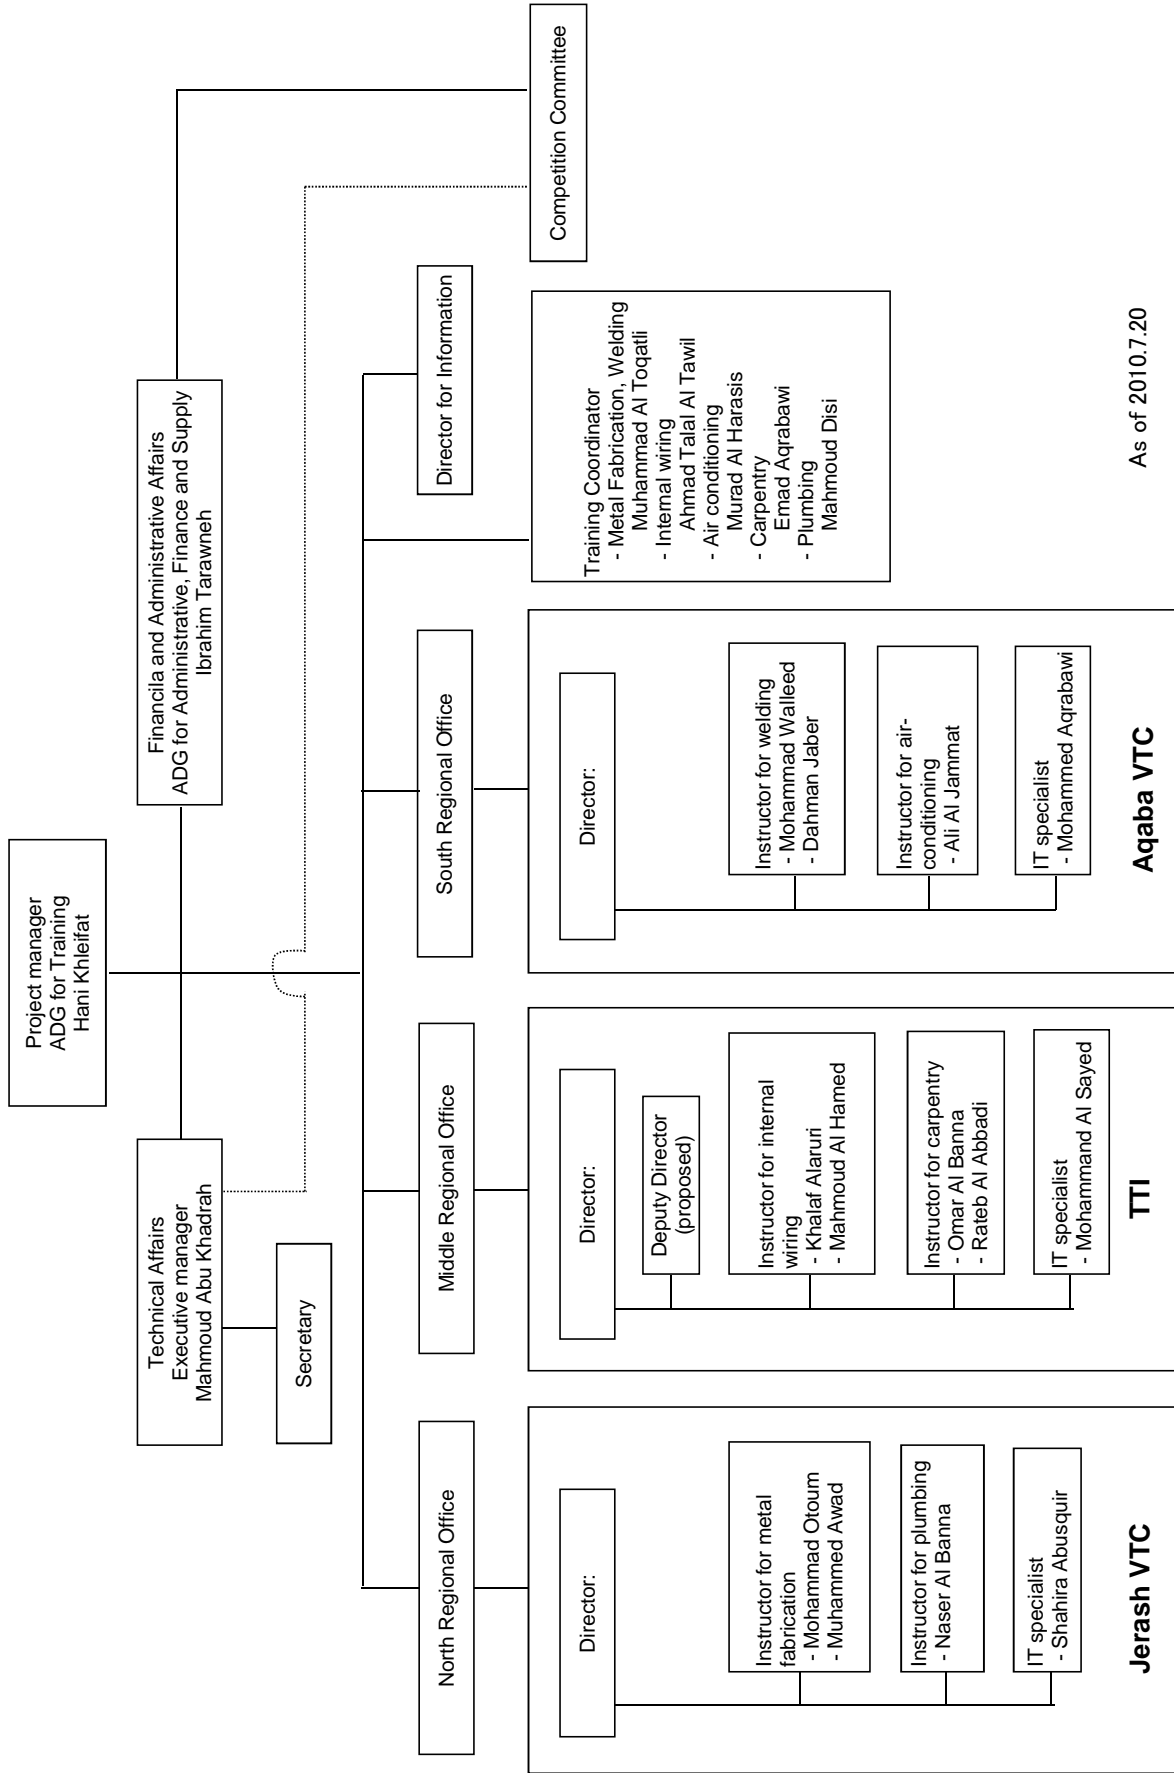 Project manager
ADG for Training
Hani Khleifat
Technical Affairs
Executive manager
Mahmoud Abu Khadrah
Financila and Administrative Affairs
ADG for Administrative, Finance and Supply
Ibrahim Tarawneh
Secretary
North Regional Office
Middle Regional Office
South Regional Office
Director for Information
Competition Committee
Director:
Instructor for metal
fabrication
- Mohammad Otoum
- Muhammed Awad
Instructor for plumbing
- Naser Al Banna
IT specialist
- Shahira Abusquir
Jerash VTC
Director:
Deputy Director
(proposed)
Instructor for internal
wiring
- Khalaf Alaruri
- Mahmoud Al Hamed
Instructor for carpentry
- Omar Al Banna
- Rateb Al Abbadi
IT specialist
- Mohammand Al Sayed
TTI
Director:
Instructor for welding
- Mohammad Walleed
- Dahman Jaber
Instructor for air-
conditioning
- Ali Al Jammat
IT specialist
- Mohammed Aqrabawi
Aqaba VTC
Training Coordinator
- Metal Fabrication, Welding
Muhammad Al Toqatli
- Internal wiring
Ahmad Talal Al Tawil
- Air conditioning
Murad Al Harasis
- Carpentry
Emad Aqrabawi
- Plumbing
Mahmoud Disi
As of 2010.7.20